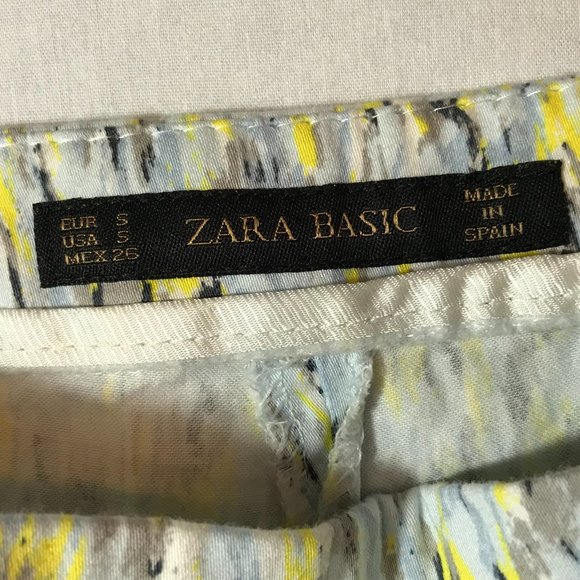 EUR S
USA S
MEX 26
ZARA BASIC
MADE
IN
SPAIN